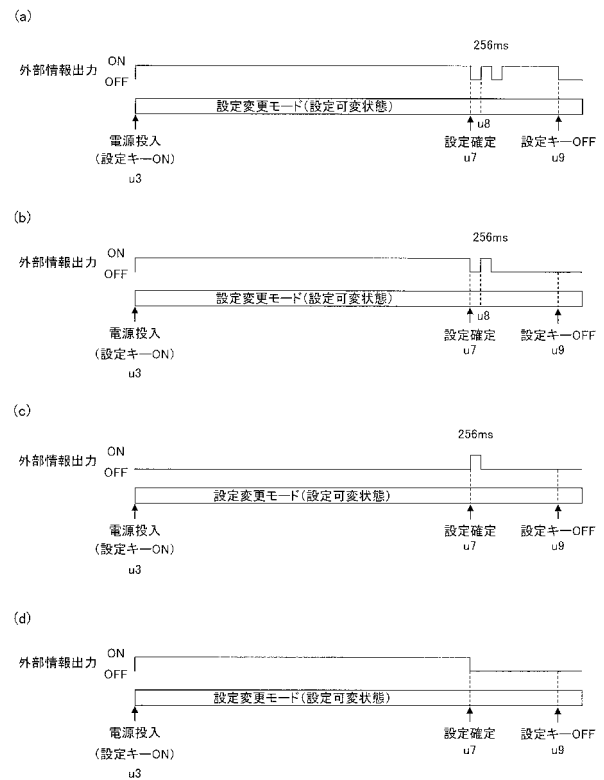 (a)
256ms
ON
外部情報出力
OFF
設定変更モード(設定可変状態)
u8
電源投入
設定確定
設定キーOFF
(設定キーON)
u7
u9
u3
(b)
256ms
ON
外部情報出力
OFF
設定変更モード(設定可変状態)
u8
電源投入
設定確定
設定キーOFF
(設定キーON)
u7
u9
u3
(c)
256ms
ON
外部情報出力
OFF
設定変更モード(設定可変状態)
電源投入
設定確定
設定キーOFF
(設定キーON)
u7
u9
u3
(d)
ON
外部情報出力
OFF
設定変更モード(設定可変状態)
電源投入
設定確定
設定キーOFF
(設定キーON)
u7
u9
u3